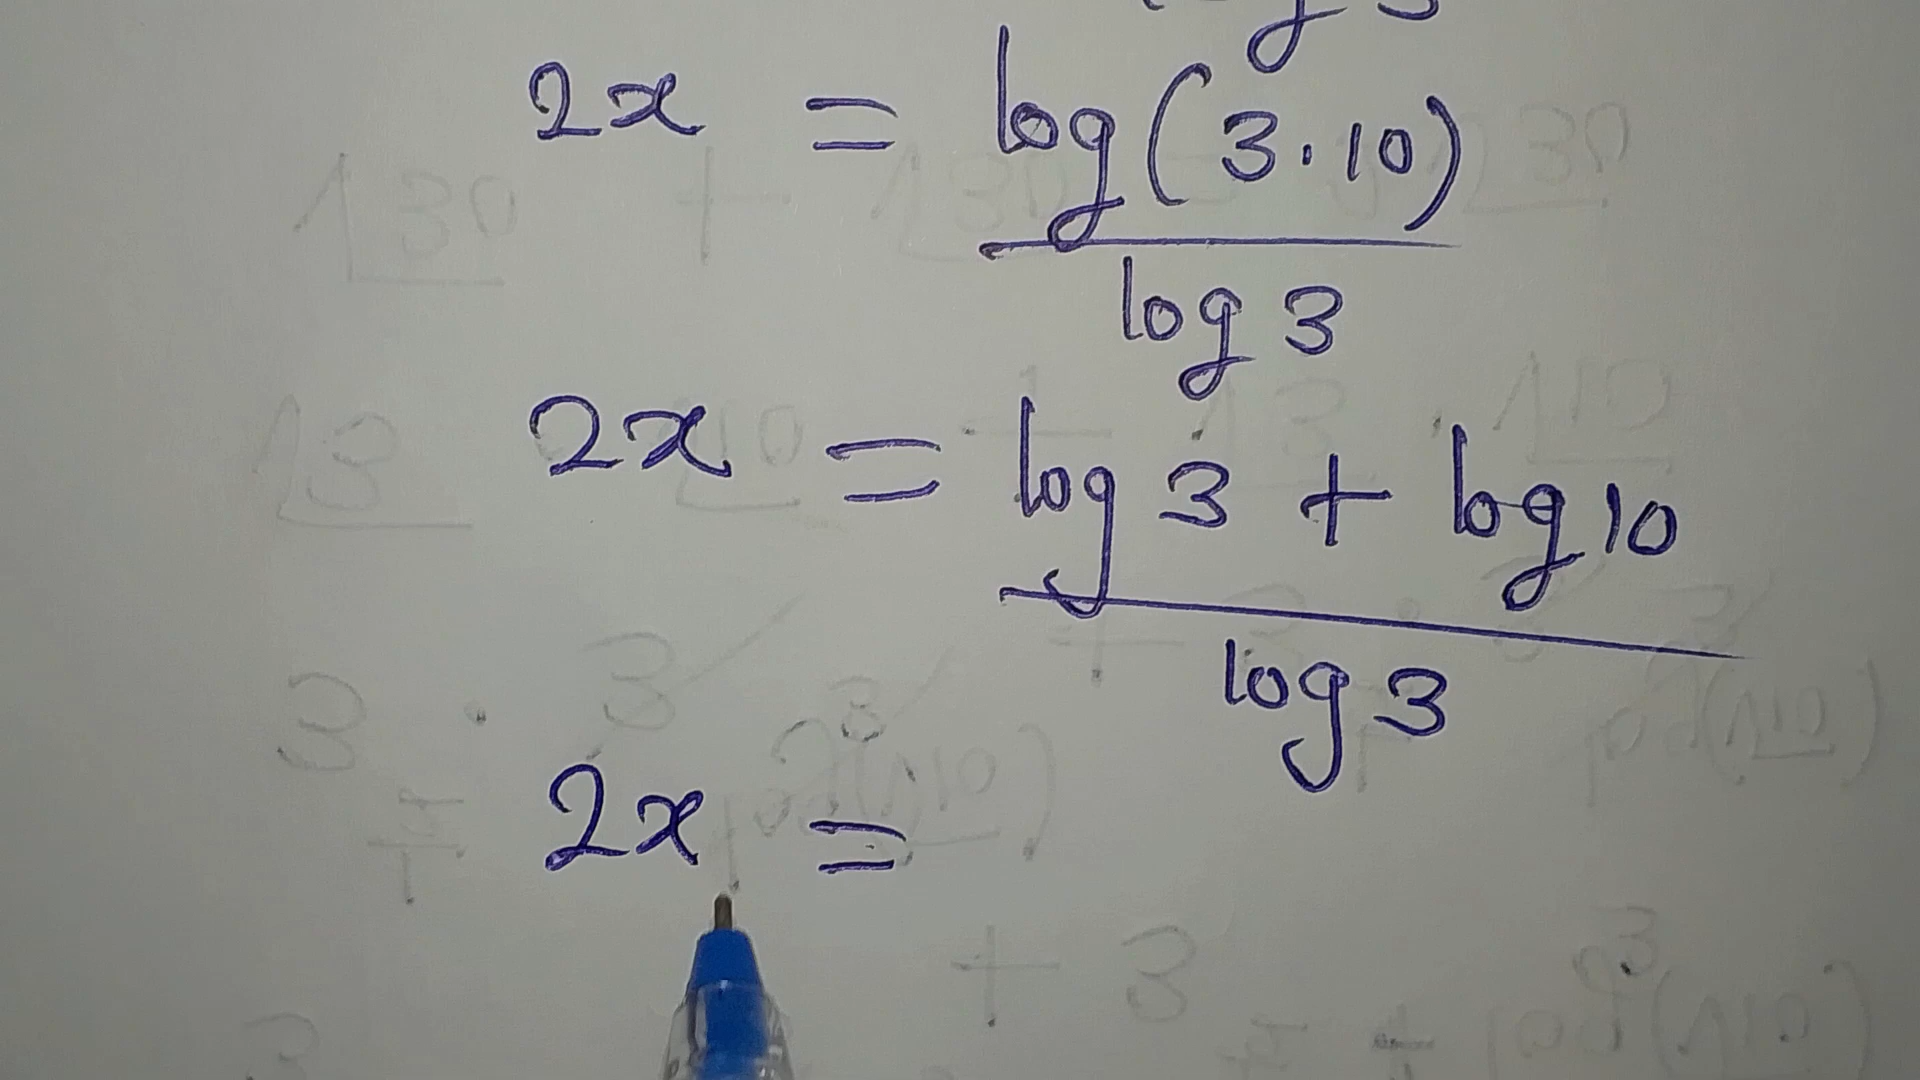 2x = log(3.10)
log 3
2x = log 3 + log 10
log 3
2x =